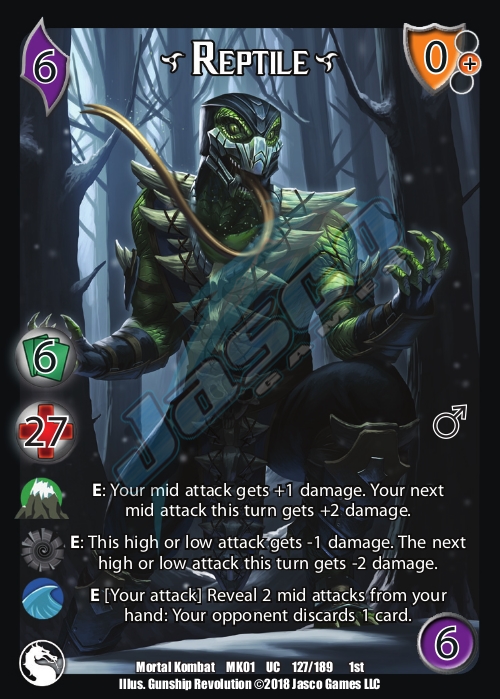 6
REPTILE
0
+
6
27
E: Your mid attack gets +1 damage. Your next
mid attack this turn gets +2 damage.
E: This high or low attack gets -1 damage. The next
high or low attack this turn gets -2 damage.
E [Your attack] Reveal 2 mid attacks from your
hand: Your opponent discards 1 card.
6
Mortal Kombat MK01 UC 127/189 1st
Illus. Gunship Revolution ©2018 Jasco Games LLC
Jasco
GAMES